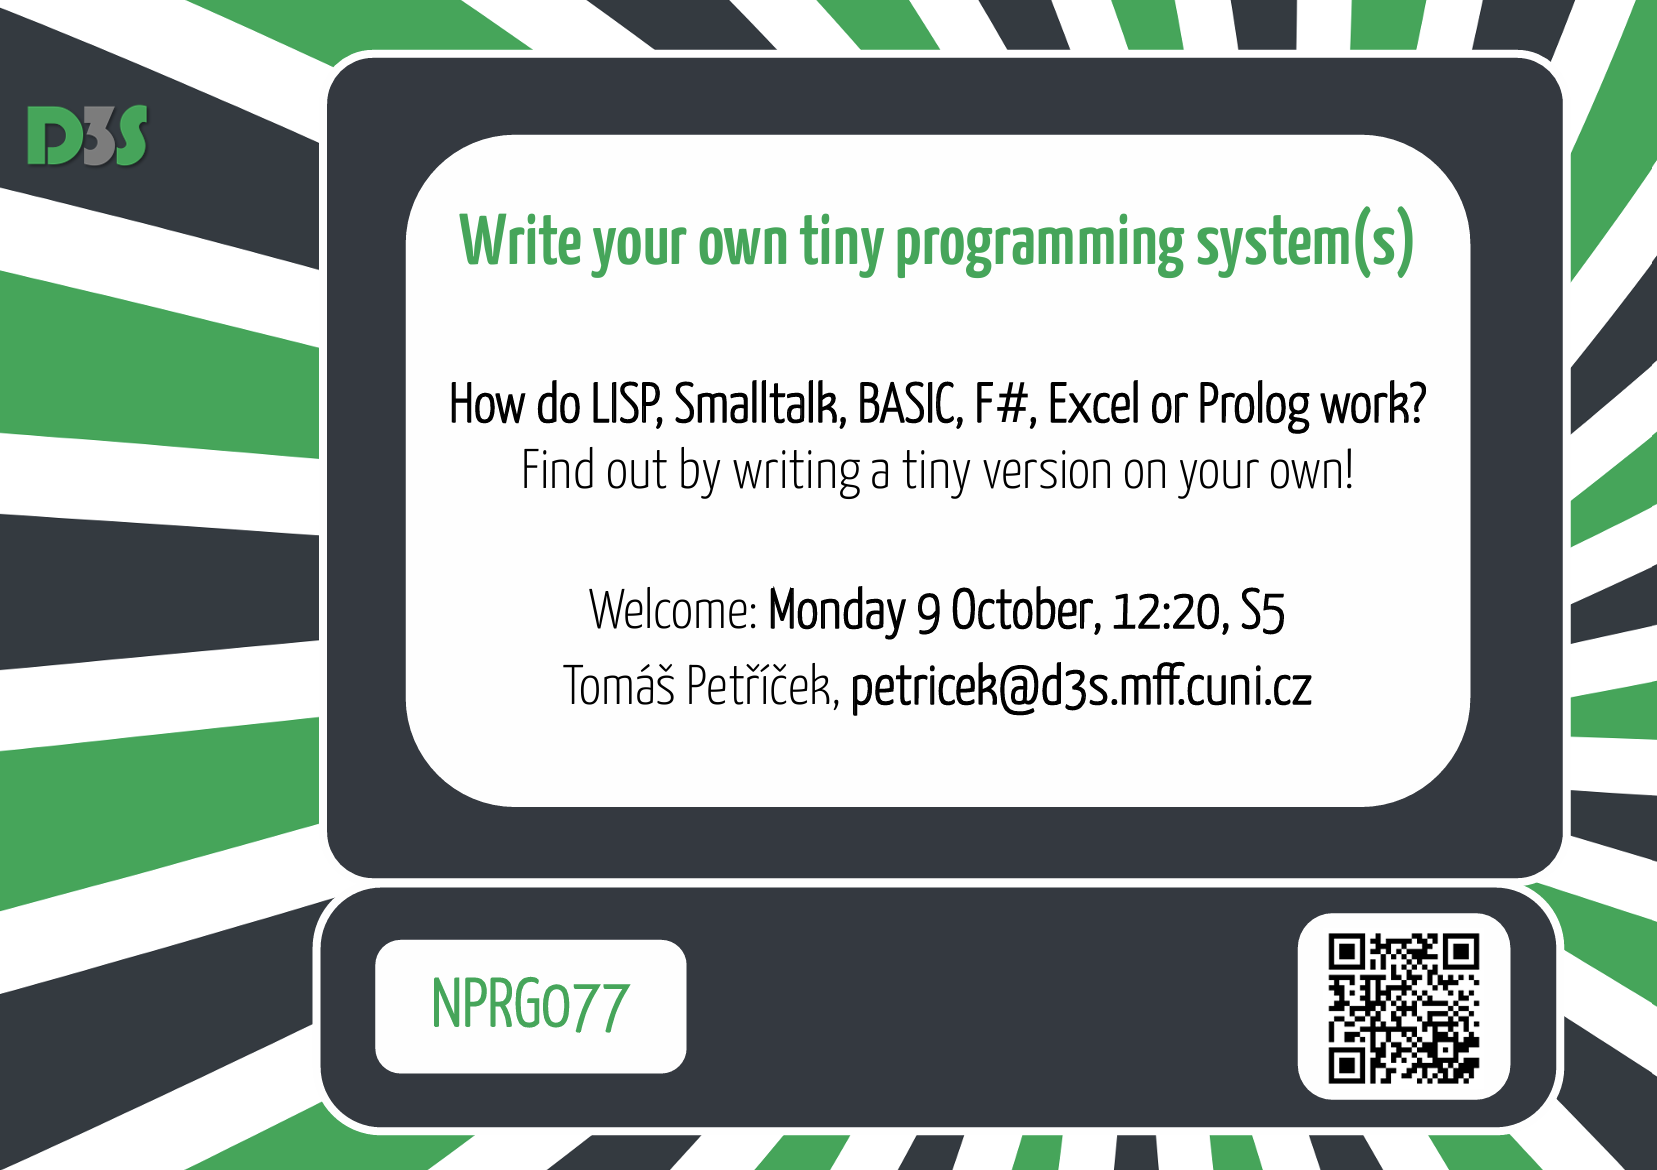 D3S
Write your own tiny programming system(s)
How do LISP, Smalltalk, BASIC, F#, Excel or Prolog work?
Find out by writing a tiny version on your own!
Welcome: Monday 9 October, 12:20, S5
Tomáš Petříček, petricek@d3s.mff.cuni.cz
NPRG077